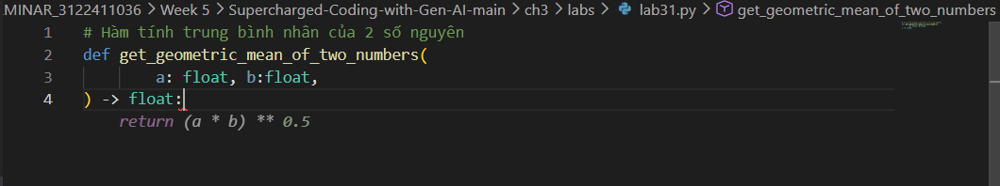 .MINAR_3122411036 > Week 5 > Supercharged-Coding-with-Gen-AI-main > ch3 > labs > lab31.py > get_geometric_mean_of_two_numbers
1 # Hàm tính trung bình nhân của 2 số nguyên
2 def get_geometric_mean_of_two_numbers(
3 a: float, b:float,
4 ) -> float:
return (a * b) ** 0.5